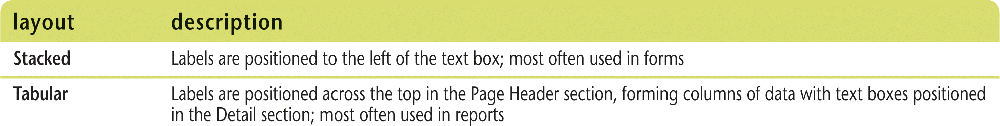 layout description
Stacked Labels are positioned to the left of the text box; most often used in forms
Tabular Labels are positioned across the top in the Page Header section, forming columns of data with text boxes positioned
in the Detail section; most often used in reports